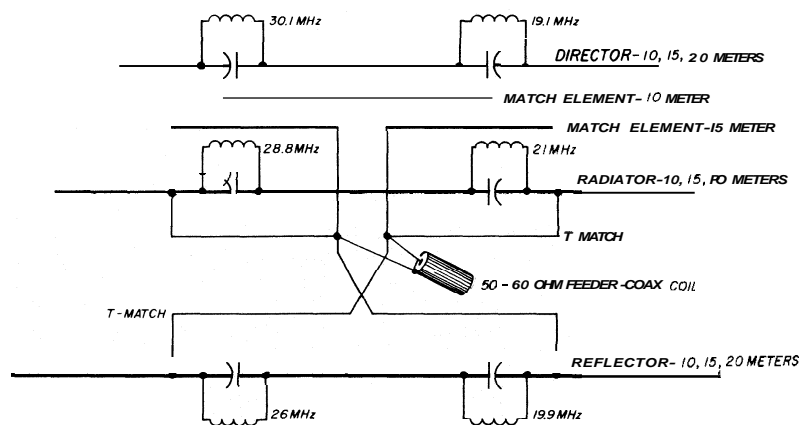 30.1 MHz
19.1 MHz
DIRECTOR-10, 15, 20 METERS
MATCH ELEMENT-10 METER
MATCH ELEMENT-15 METER
28.8 MHz
21 MHz
RADIATOR-10, 15, PO METERS
T MATCH
50-60 OHM FEEDER-COAX COIL
T-MATCH
REFLECTOR-10, 15, 20 METERS
26 MHz
19.9 MHz